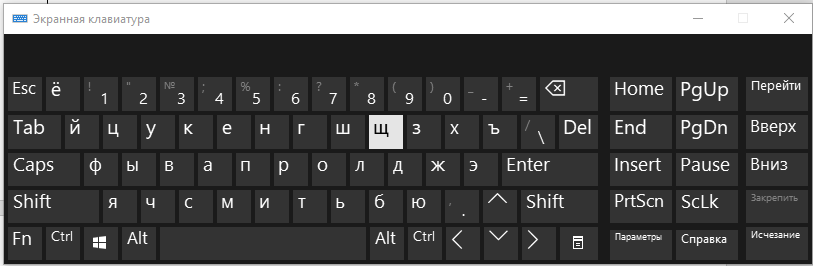 Экранная клавиатура
Esc ё ! 1 " 2 № 3 ; 4 % 5 : 6 ? 7 * 8 ( 9 ) 0 _ - + = Home PgUp Перейти
Tab й ц у к е н г ш щ з х ъ / \ Del End PgDn Вверх
Caps ф ы в а п р о л д ж э Enter Insert Pause Вниз
Shift я ч с м и т ь б ю , . Shift PrtScn ScLk Закрепить
Fn Ctrl Alt Alt Ctrl Параметры Справка Исчезание